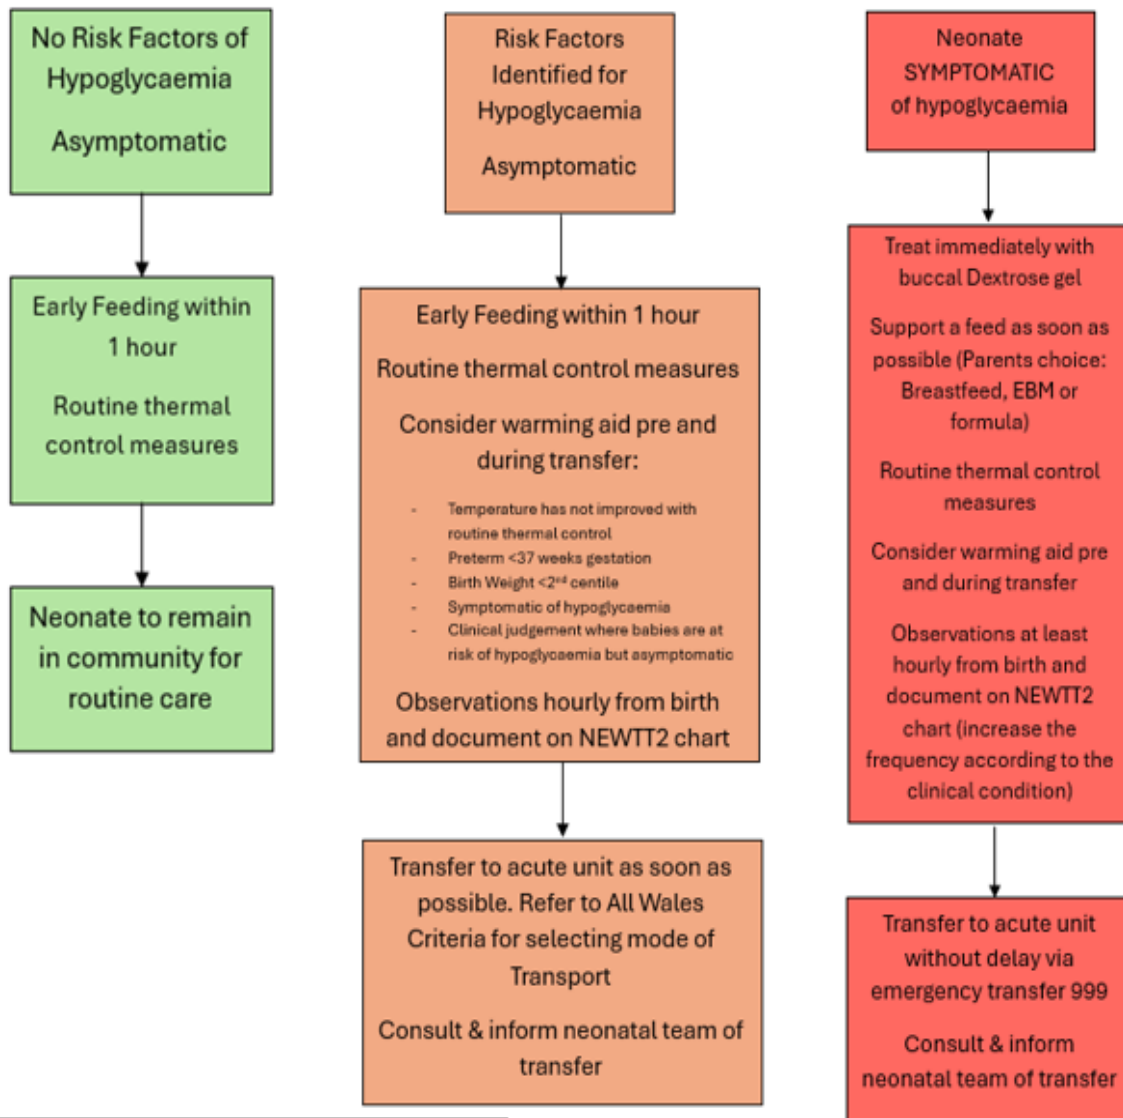 No Risk Factors of
Hypoglycaemia
Asymptomatic
Early Feeding within
1 hour
Routine thermal
control measures
Neonate to remain
in community for
routine care
Risk Factors
Identified for
Hypoglycaemia
Asymptomatic
Early Feeding within 1 hour
Routine thermal control measures
Consider warming aid pre and
during transfer:
- Temperature has not improved with
routine thermal control
- Preterm <37 weeks gestation
- Birth Weight <2nd centile
- Symptomatic of hypoglycaemia
- Clinical judgement where babies are at
risk of hypoglycaemia but asymptomatic
Observations hourly from birth
and document on NEWTT2 chart
Transfer to acute unit as soon as
possible. Refer to All Wales
Criteria for selecting mode of
Transport
Consult & inform neonatal team of
transfer
Neonate
SYMPTOMATIC
of hypoglycaemia
Treat immediately with
buccal Dextrose gel
Support a feed as soon as
possible (Parents choice:
Breastfeed, EBM or
formula)
Routine thermal control
measures
Consider warming aid pre
and during transfer
Observations at least
hourly from birth and
document on NEWTT2
chart (increase the
frequency according to the
clinical condition)
Transfer to acute unit
without delay via
emergency transfer 999
Consult & inform
neonatal team of transfer